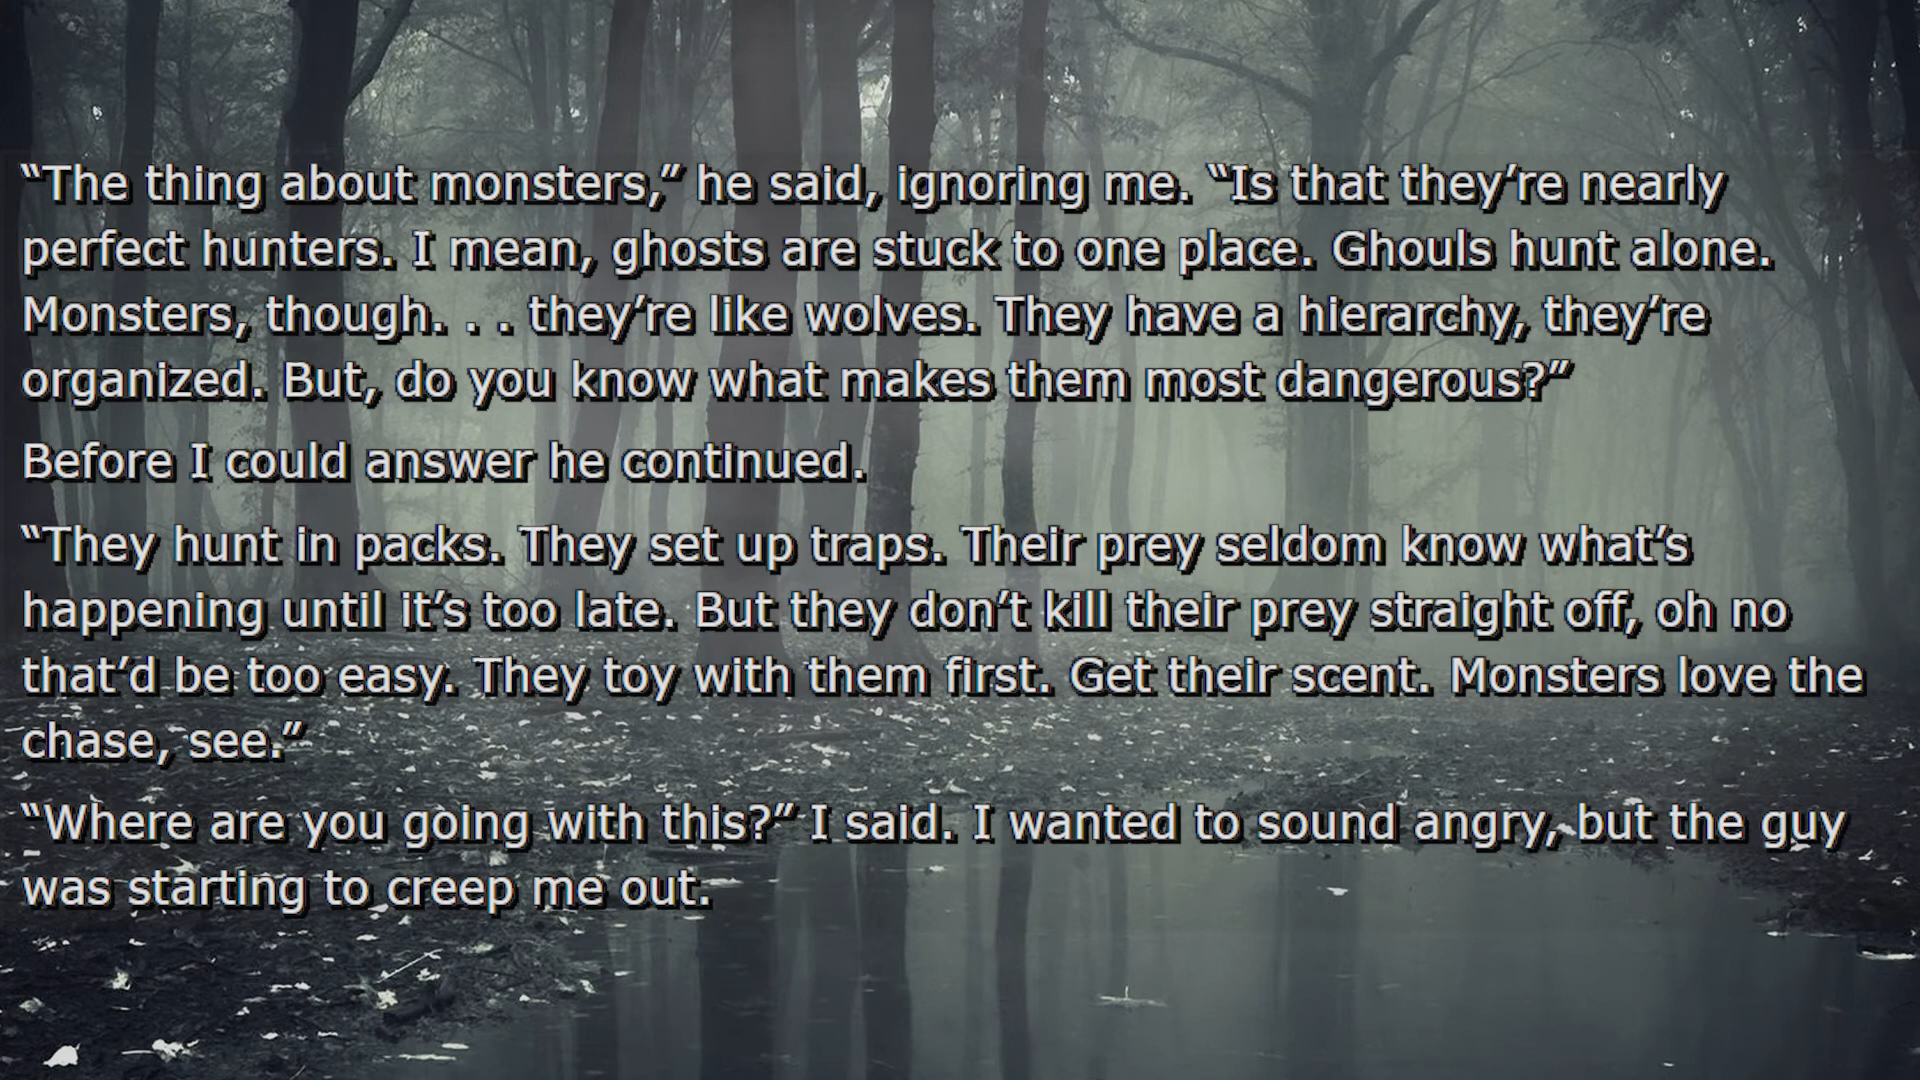 “The thing about monsters,” he said, ignoring me. “Is that they’re nearly
perfect hunters. I mean, ghosts are stuck to one place. Ghouls hunt alone.
Monsters, though. . . they’re like wolves. They have a hierarchy, they’re
organized. But, do you know what makes them most dangerous?”
Before I could answer he continued.
“They hunt in packs. They set up traps. Their prey seldom know what’s
happening until it’s too late. But they don’t kill their prey straight off, oh no
that’d be too easy. They toy with them first. Get their scent. Monsters love the
chase, see.”
“Where are you going with this?” I said. I wanted to sound angry, but the guy
was starting to creep me out.